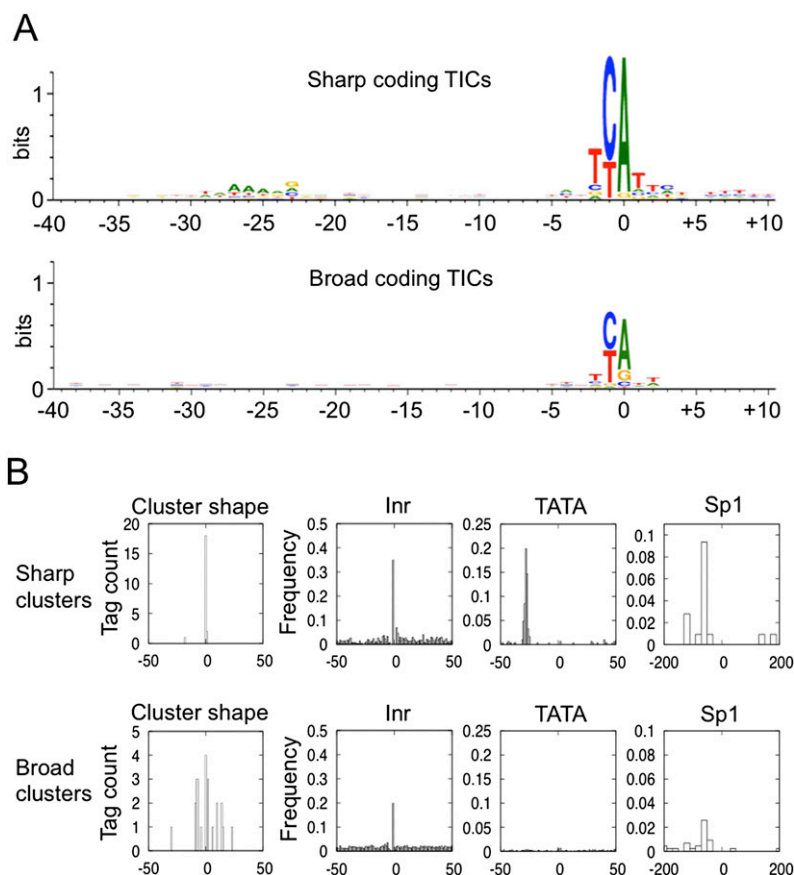 A
Sharp coding TICs
bits
1
0
-40 -35 -30 -25 -20 -15 -10 -5 0 +5 +10
Broad coding TICs
bits
1
0
-40 -35 -30 -25 -20 -15 -10 -5 0 +5 +10
B
Sharp clusters
Cluster shape
Tag count
20
15
10
5
0
-50 0 50
Inr
Frequency
0.5
0.4
0.3
0.2
0.1
0
-50 0 50
TATA
0.25
0.2
0.15
0.1
0.05
0
-50 0 50
Sp1
0.1
0.08
0.06
0.04
0.02
0
-200 0 200
Broad clusters
Cluster shape
Tag count
5
4
3
2
1
0
-50 0 50
Inr
Frequency
0.5
0.4
0.3
0.2
0.1
0
-50 0 50
TATA
0.25
0.2
0.15
0.1
0.05
0
-50 0 50
Sp1
0.1
0.08
0.06
0.04
0.02
0
-200 0 200